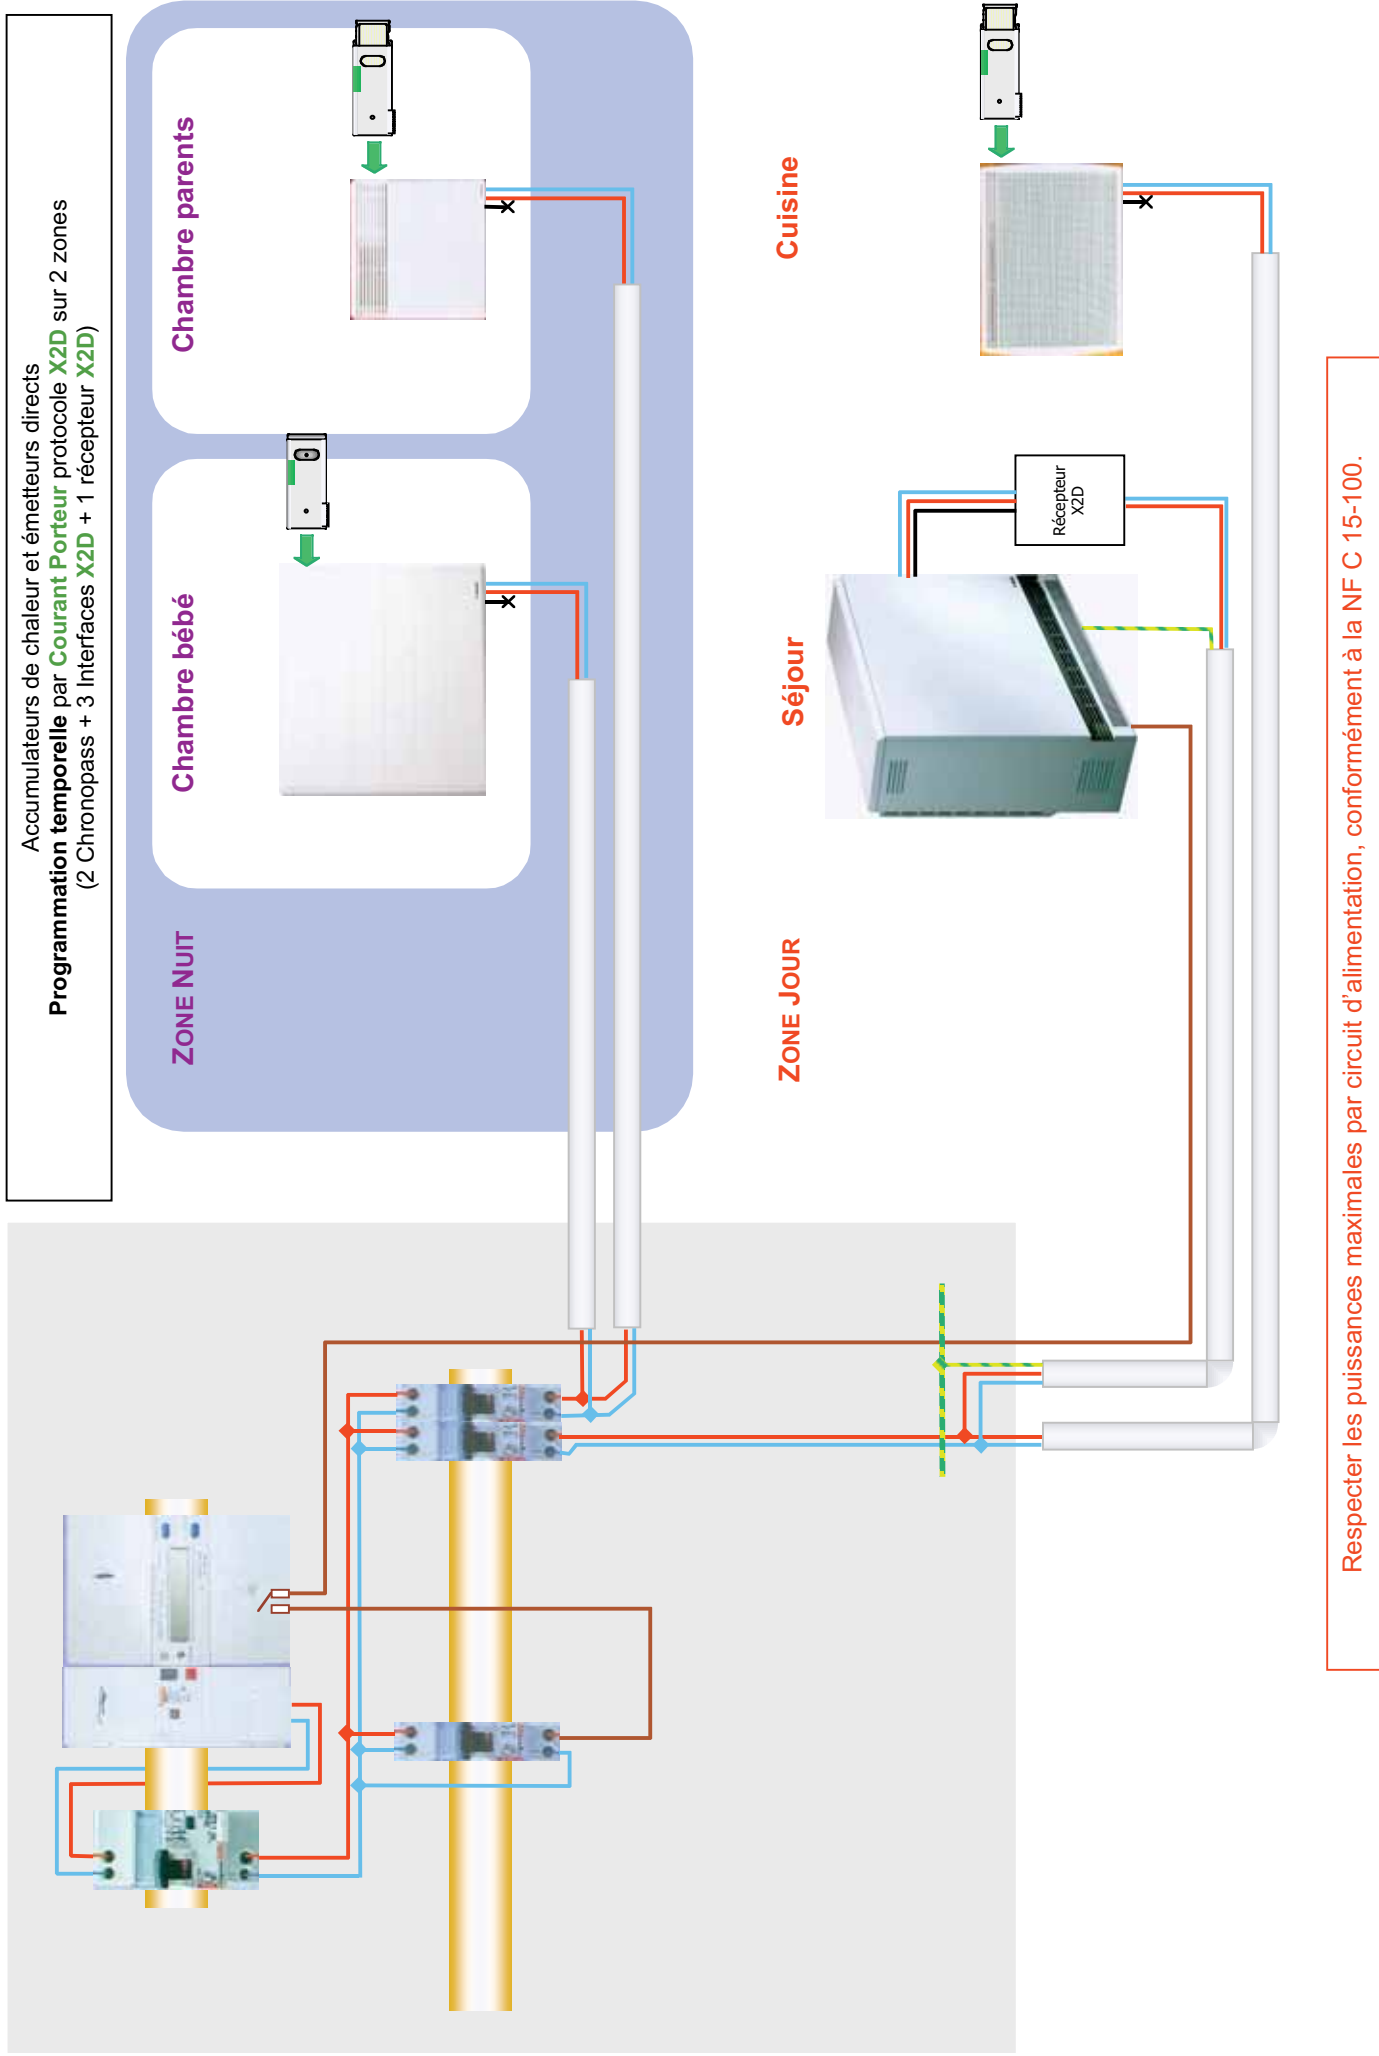 Accumulateurs de chaleur et émetteurs directs
Programmation temporelle par Courant Porteur protocole X2D sur 2 zones
(2 Chronopass + 3 Interfaces X2D + 1 récepteur X2D)
ZONE NUIT
Chambre bébé
Chambre parents
ZONE JOUR
Séjour
Cuisine
Récepteur
X2D
Respecter les puissances maximales par circuit d'alimentation, conformément à la NF C 15-100.